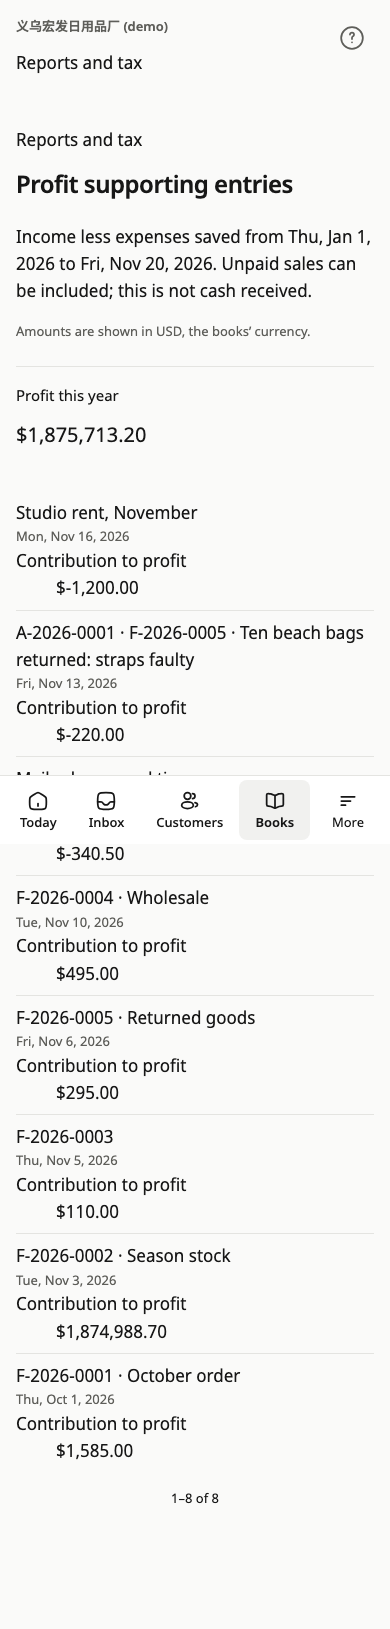 义乌宏发日用品厂 (demo)
Reports and tax
Reports and tax
Profit supporting entries
Income less expenses saved from Thu, Jan 1,
2026 to Fri, Nov 20, 2026. Unpaid sales can
be included; this is not cash received.
Amounts are shown in USD, the books’ currency.
Profit this year
$1,875,713.20
Studio rent, November
Mon, Nov 16, 2026
Contribution to profit
$-1,200.00
A-2026-0001 · F-2026-0005 · Ten beach bags
returned: straps faulty
Fri, Nov 13, 2026
Contribution to profit
$-220.00
Today
Inbox
Customers
Books
More
$-340.50
F-2026-0004 · Wholesale
Tue, Nov 10, 2026
Contribution to profit
$495.00
F-2026-0005 · Returned goods
Fri, Nov 6, 2026
Contribution to profit
$295.00
F-2026-0003
Thu, Nov 5, 2026
Contribution to profit
$110.00
F-2026-0002 · Season stock
Tue, Nov 3, 2026
Contribution to profit
$1,874,988.70
F-2026-0001 · October order
Thu, Oct 1, 2026
Contribution to profit
$1,585.00
1–8 of 8